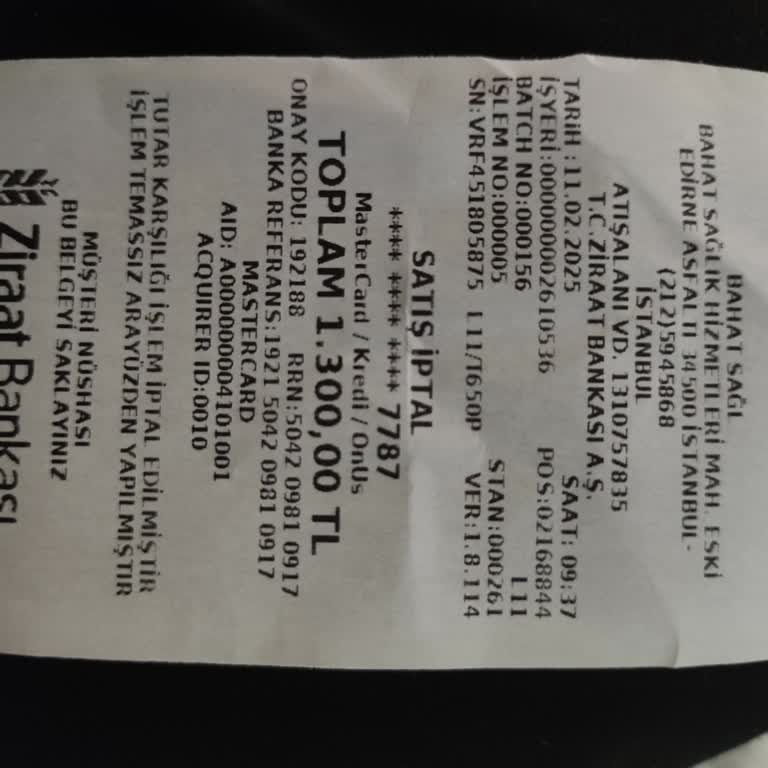 BAHAT SAĞL
BAHAT SAĞLIK HİZMETLERİ MAH. ESKİ
EDİRNE ASFALTI 34500 İSTANBUL-
(212)5945868
İSTANBUL
ATIŞALANI VD. 1310757835
T.C.ZİRAAT BANKASI A.Ş.
TARİH :11.02.2025 SAAT: 09:37
İŞYERİ:000000002610536 POS:02168844
BATCH NO:000156 L11
İŞLEM NO:000005 STAN:000261
SN:VRF451805875 L11/T650P VER:1.8.114
SATIŞ İPTAL
**** **** **** 7787
MasterCard / Kredi / OnUs
TOPLAM 1.300,00 TL
ONAY KODU: 192188 RRN:5042 0981 0917
BANKA REFERANS:1921 5042 0981 0917
MASTERCARD
AID: A000000004101001
ACQUIRER ID:0010
TUTAR KARŞILIĞI İŞLEM İPTAL EDİLMİŞTİR
İŞLEM TEMASSIZ ARAYÜZDEN YAPILMIŞTIR
MÜŞTERİ NÜSHASI
BU BELGEYİ SAKLAYINIZ
Ziraat Bankası